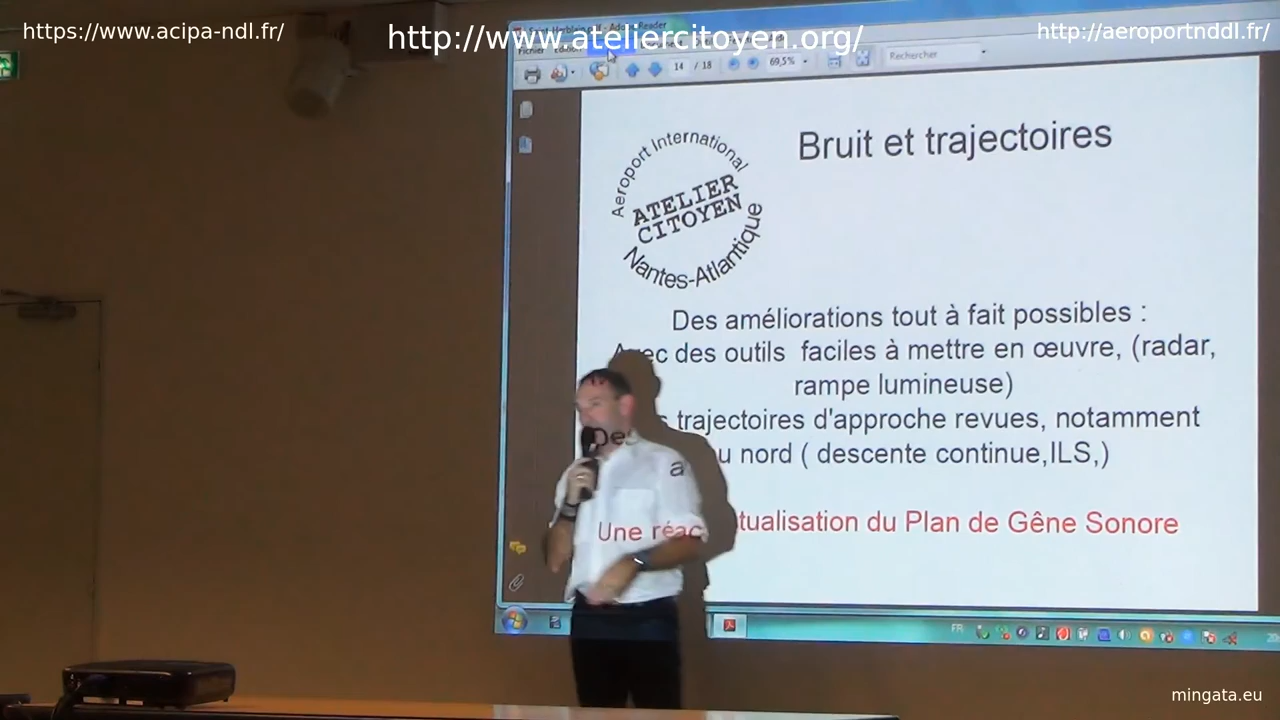 https://www.acipa-ndl.fr/
http://www.ateliercitoyen.org/
http://aeroportnddl.fr/
Reader
14 / 18
69,5%
Rechercher
Aeroport International
ATELIER
CITOYEN
Nantes-Atlantique
Bruit et trajectoires
Des améliorations tout à fait possibles :
Avec des outils faciles à mettre en œuvre, (radar,
rampe lumineuse)
Des trajectoires d'approche revues, notamment
au nord ( descente continue,ILS,)
Une réactualisation du Plan de Gêne Sonore
FR
mingata.eu